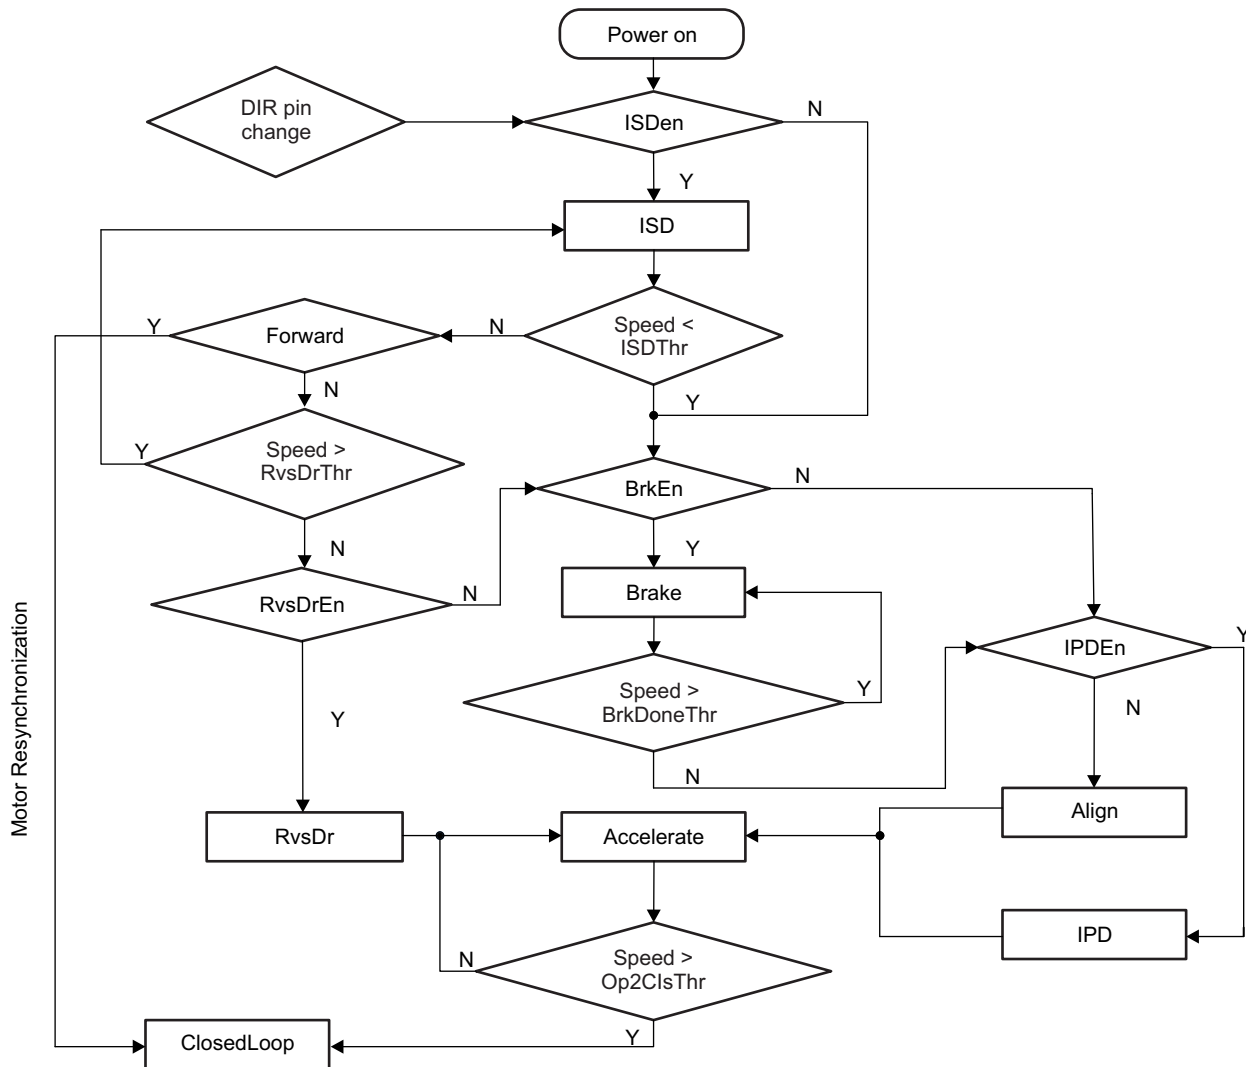 Power on
DIR pin
change
ISDen
N
Y
ISD
Y
Forward
N
Speed <
ISDThr
N
Y
Y
Speed >
RvsDrThr
BrkEn
N
N
Y
RvsDrEn
N
Brake
IPDEn
Y
Speed >
BrkDoneThr
Y
Y
N
N
Motor Resynchronization
RvsDr
Accelerate
Align
IPD
N
Speed >
Op2ClsThr
Y
ClosedLoop